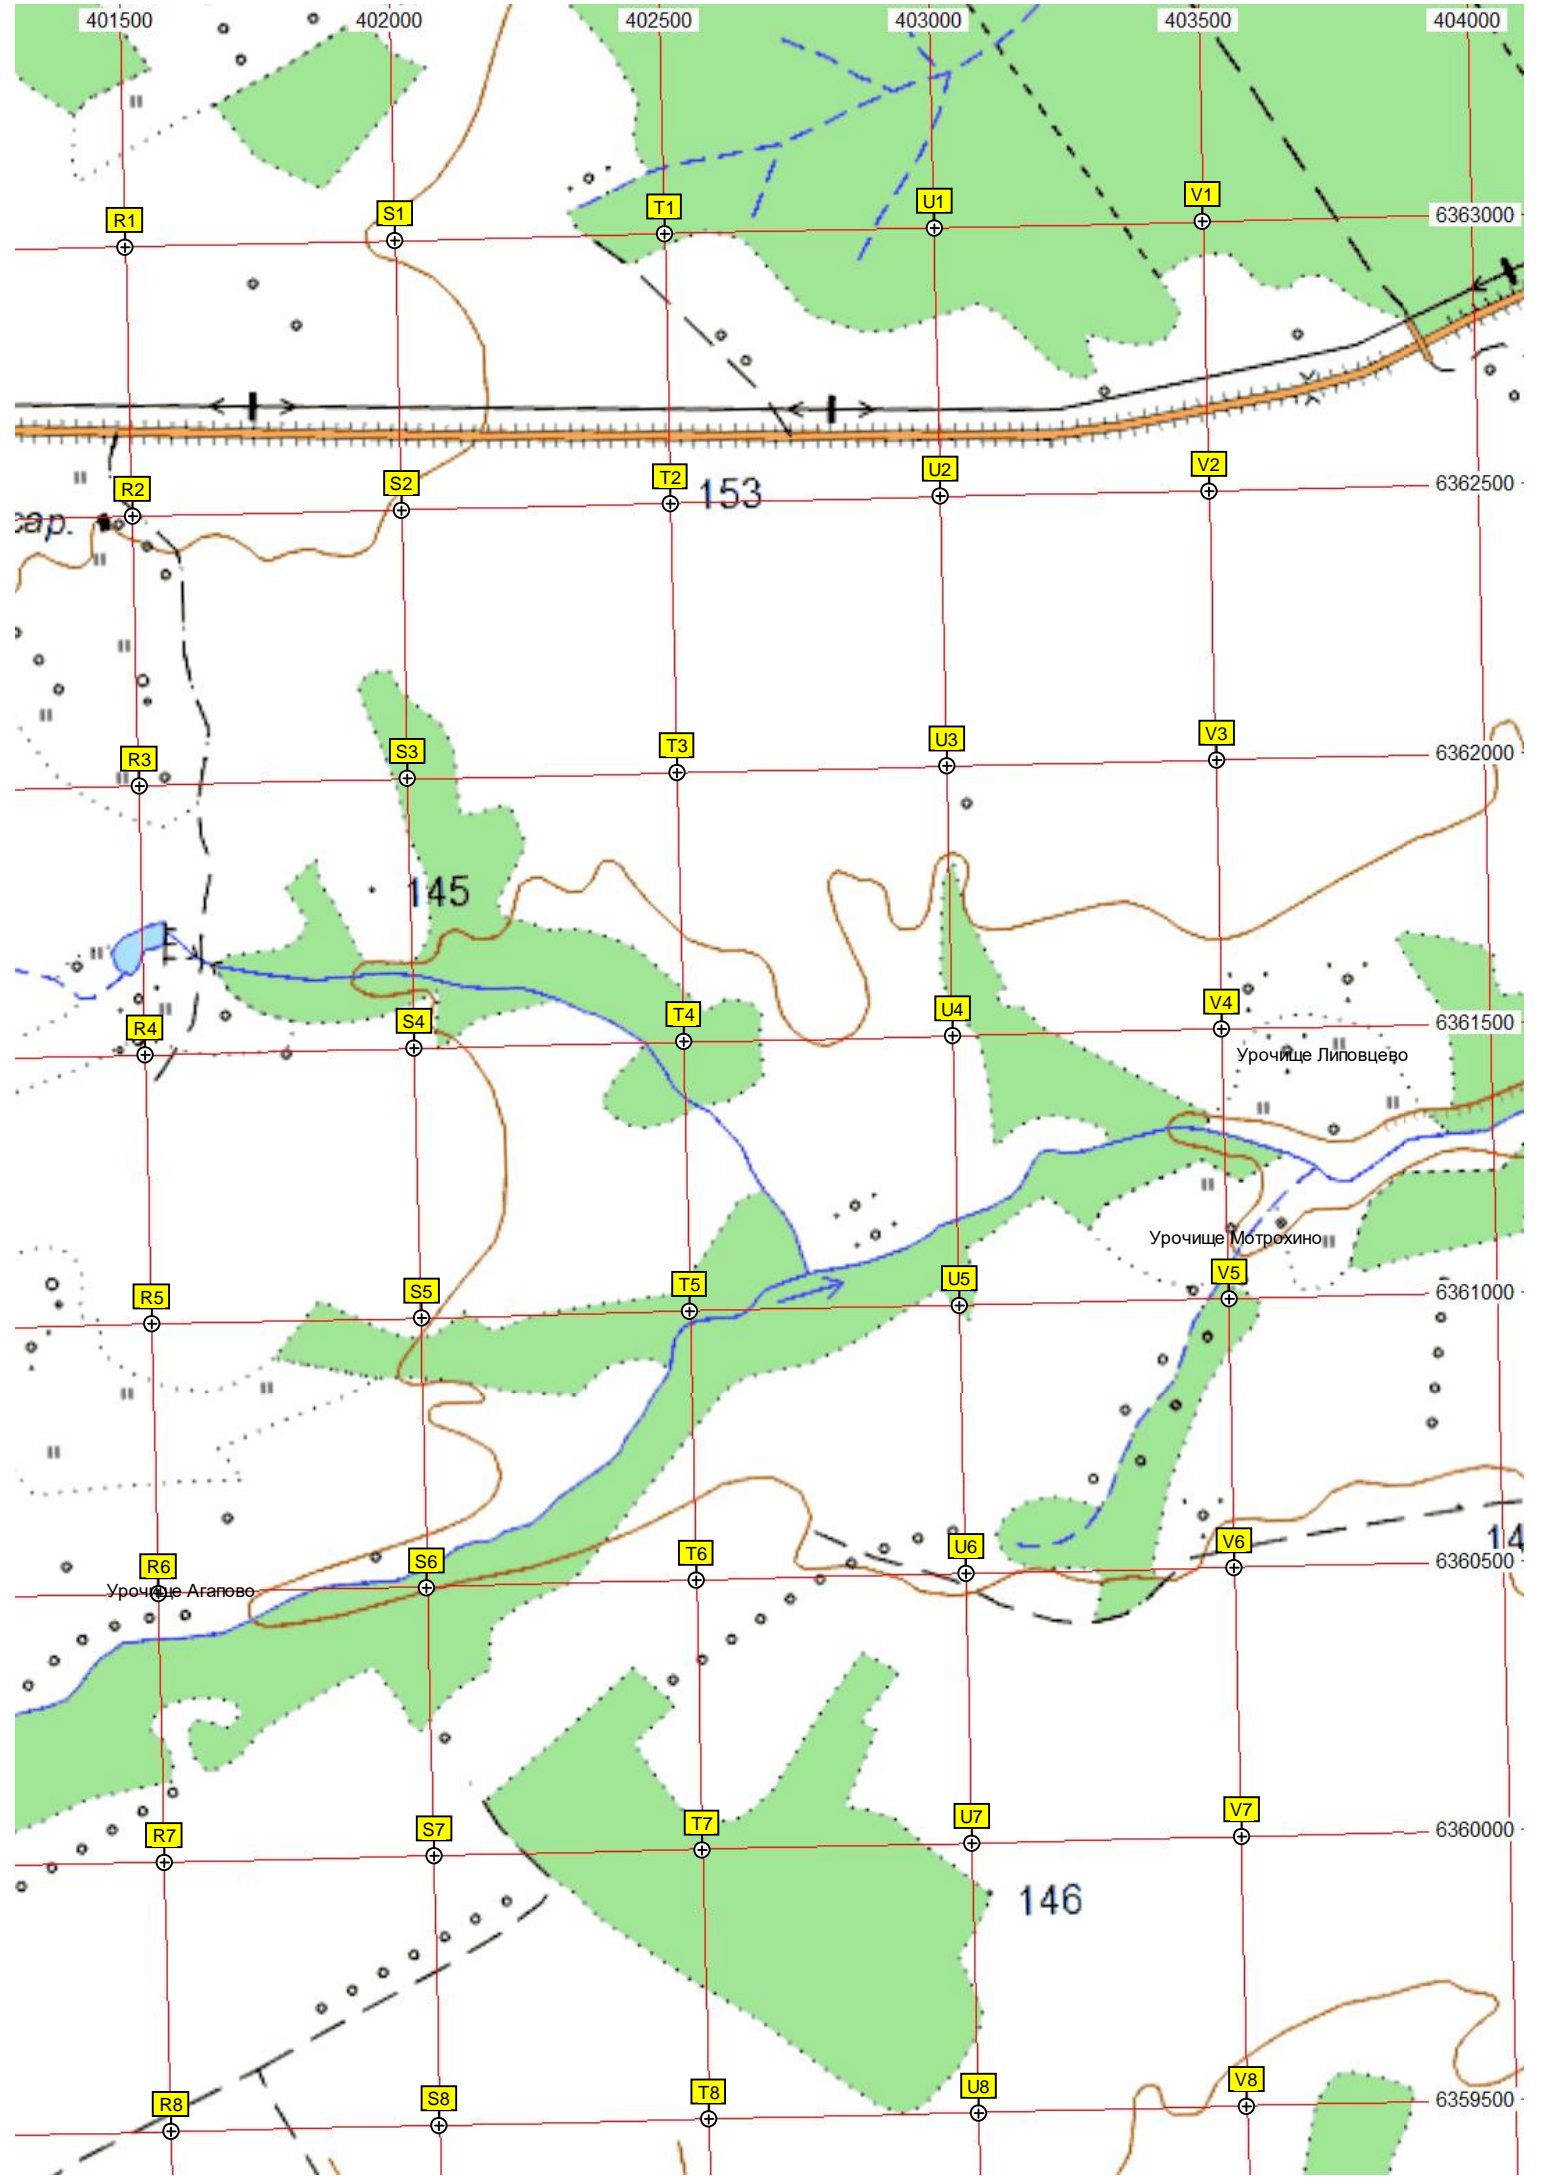 401500 402000 402500 403000 403500 404000
R1 S1 T1 U1 V1 6363000
R2 S2 T2 153 U2 V2 6362500
сар.
R3 S3 T3 U3 V3 6362000
145
R4 S4 T4 U4 V4 6361500
Урочище Липовцево
Урочище Мотрохино
R5 S5 T5 U5 V5 6361000
R6 S6 T6 U6 V6 14
6360500
Урочище Агапово
R7 S7 T7 U7 V7 6360000
146
R8 S8 T8 U8 V8 6359500